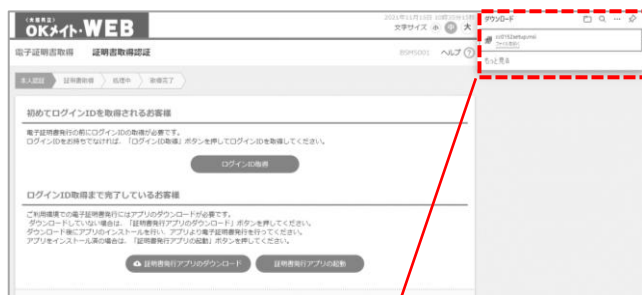 <大阪府王>
OKメイト・WEB
文字サイズ 小 中 大
電子証明書取得 証明書取得認証
BSMS001 ヘルプ ?
本人認証 証明書取得 処理中 取得完了
初めてログインIDを取得されるお客様
電子証明書発行の前にログインIDの取得が必要です。
ログインIDをお持ちでなければ、「ログインID取得」ボタンを押してログインIDを取得してください。
ログインID取得
ログインID取得まで完了しているお客様
ご利用環境での電子証明書発行にはアプリのダウンロードが必要です。
ダウンロードしていない場合は、「証明書発行アプリのダウンロード」ボタンを押してください。
ダウンロード後にアプリのインストールを行い、アプリより電子証明書発行を行ってください。
アプリをインストール済の場合は、「証明書発行アプリの起動」ボタンを押してください。
証明書発行アプリのダウンロード 証明書発行アプリの起動
ダウンロード
ファイルを開く
もっと見る